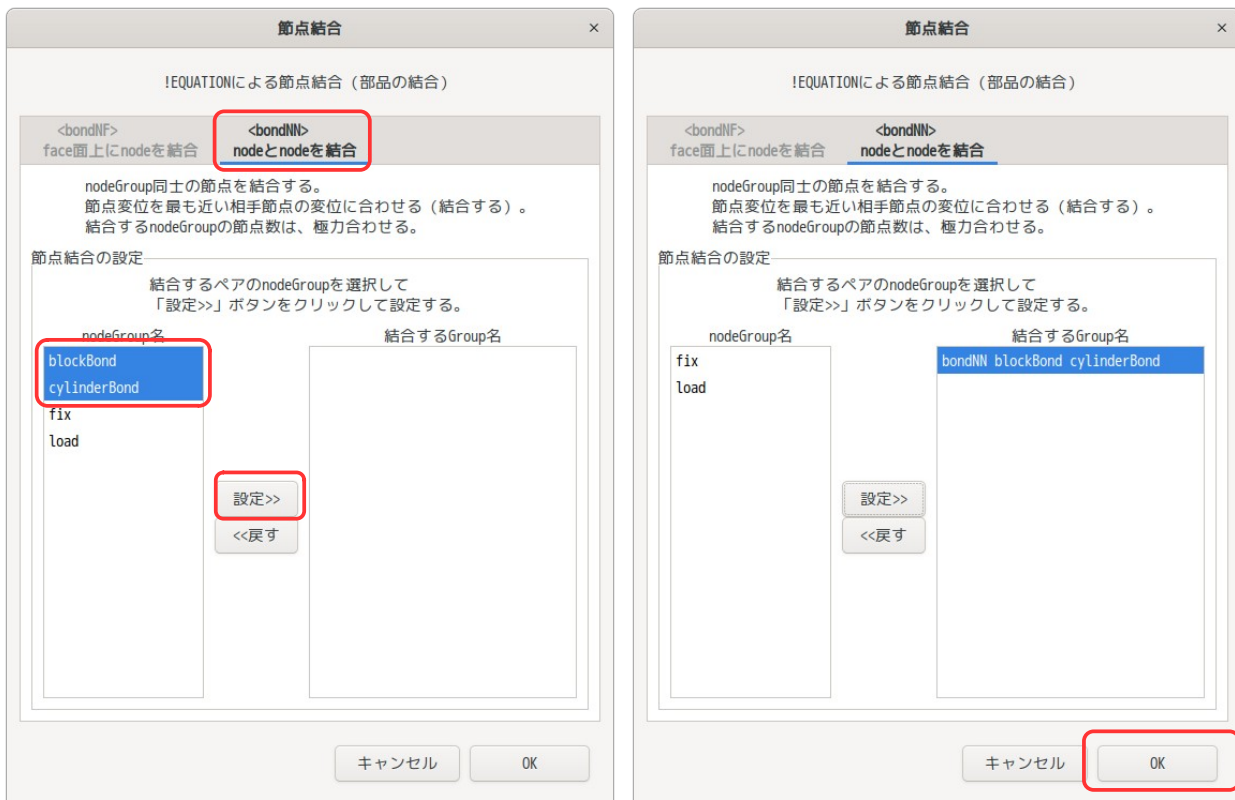 節点結合 ×
!EQUATIONによる節点結合(部品の結合)
<bondNF> <bondNN>
face面上にnodeを結合 nodeとnodeを結合
nodeGroup同士の節点を結合する。
節点変位を最も近い相手節点の変位に合わせる(結合する)。
結合するnodeGroupの節点数は、極力合わせる。
節点結合の設定
結合するペアのnodeGroupを選択して
「設定>>」ボタンをクリックして設定する。
nodeGroup名 結合するGroup名
blockBond
cylinderBond
fix
load
設定>>
<<戻す
キャンセル OK
節点結合 ×
!EQUATIONによる節点結合(部品の結合)
<bondNF> <bondNN>
face面上にnodeを結合 nodeとnodeを結合
nodeGroup同士の節点を結合する。
節点変位を最も近い相手節点の変位に合わせる(結合する)。
結合するnodeGroupの節点数は、極力合わせる。
節点結合の設定
結合するペアのnodeGroupを選択して
「設定>>」ボタンをクリックして設定する。
nodeGroup名 結合するGroup名
fix bondNN blockBond cylinderBond
load
設定>>
<<戻す
キャンセル OK